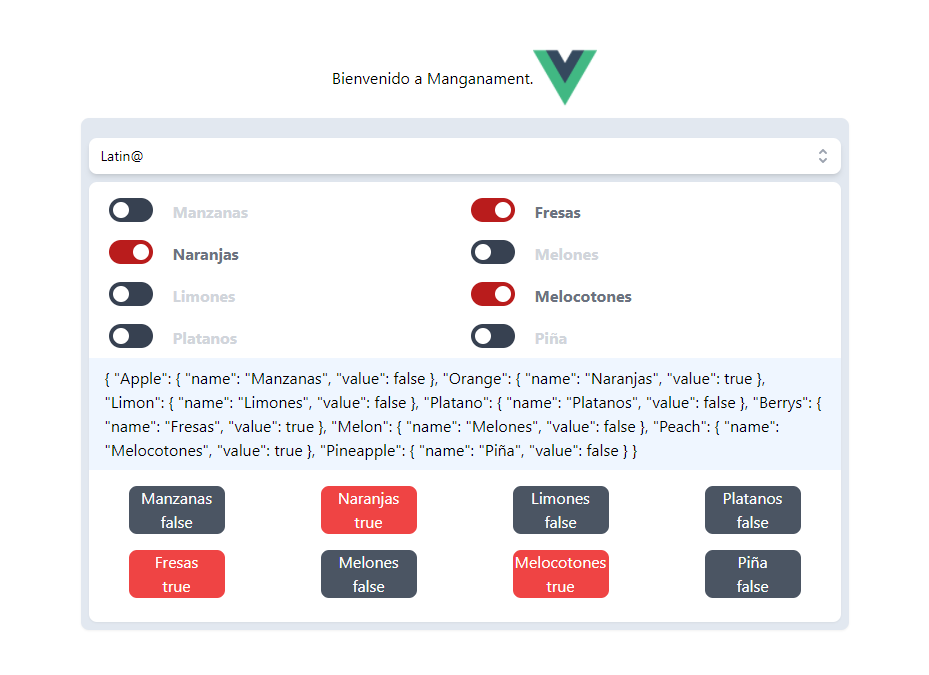 Bienvenido a Manganament.
Latin@
Manzanas
Fresas
Naranjas
Melones
Limones
Melocotones
Platanos
Piña
{ "Apple": { "name": "Manzanas", "value": false }, "Orange": { "name": "Naranjas", "value": true },
"Limon": { "name": "Limones", "value": false }, "Platano": { "name": "Platanos", "value": false }, "Berrys": {
"name": "Fresas", "value": true }, "Melon": { "name": "Melones", "value": false }, "Peach": { "name":
"Melocotones", "value": true }, "Pineapple": { "name": "Piña", "value": false } }
Manzanas
false
Naranjas
true
Limones
false
Platanos
false
Fresas
true
Melones
false
Melocotones
true
Piña
false